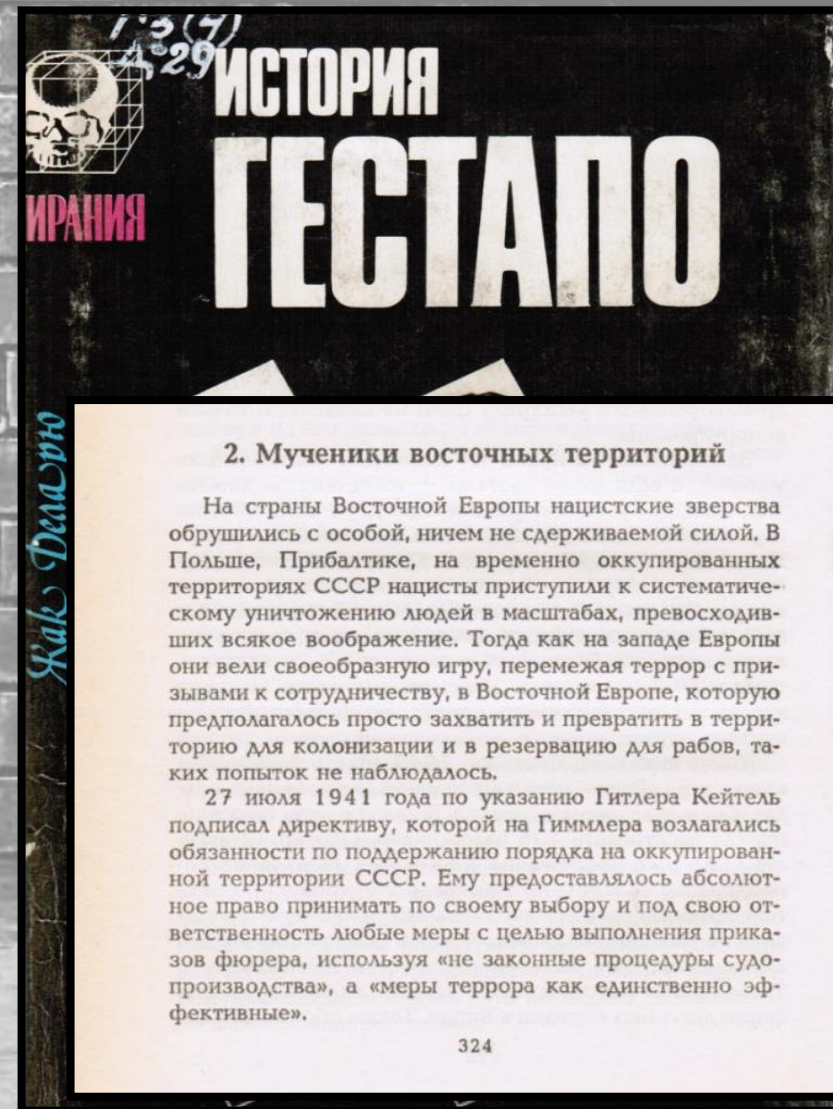 Г3(4)
Д 29
ИСТОРИЯ
ГЕСТАПО
ИРАНИЯ
Жак Деларю
2. Мученики восточных территорий
На страны Восточной Европы нацистские зверства
обрушились с особой, ничем не сдерживаемой силой. В
Польше, Прибалтике, на временно оккупированных
территориях СССР нацисты приступили к систематиче-
скому уничтожению людей в масштабах, превосходив-
ших всякое воображение. Тогда как на западе Европы
они вели своеобразную игру, перемежая террор с при-
зывами к сотрудничеству, в Восточной Европе, которую
предполагалось просто захватить и превратить в терри-
торию для колонизации и в резервацию для рабов, та-
ких попыток не наблюдалось.
27 июля 1941 года по указанию Гитлера Кейтель
подписал директиву, которой на Гиммлера возлагались
обязанности по поддержанию порядка на оккупирован-
ной территории СССР. Ему предоставлялось абсолют-
ное право принимать по своему выбору и под свою от-
ветственность любые меры с целью выполнения прика-
зов фюрера, используя «не законные процедуры судо-
производства», а «меры террора как единственно эф-
фективные».
324